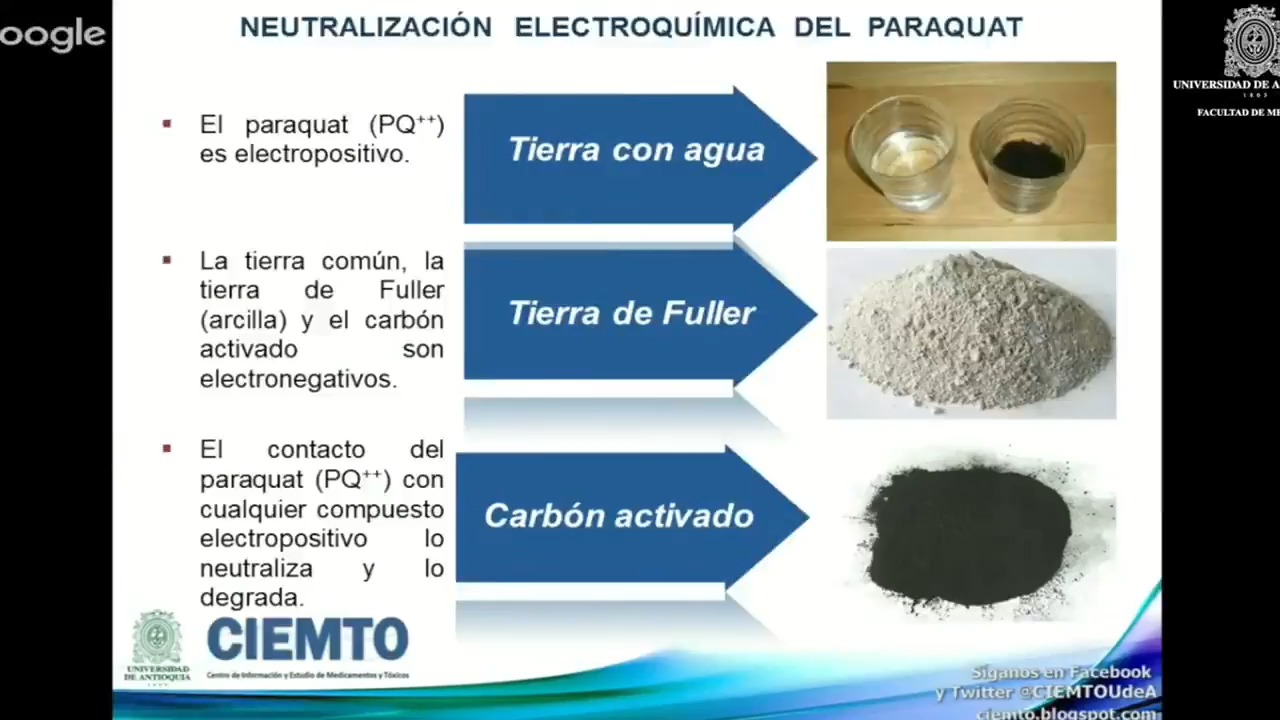 oogle
NEUTRALIZACIÓN ELECTROQUÍMICA DEL PARAQUAT
UNIVERSIDAD DE A
1803
FACULTAD DE ME
▪ El paraquat (PQ⁺⁺)
es electropositivo.
Tierra con agua
▪ La tierra común, la
tierra de Fuller
(arcilla) y el carbón
activado son
electronegativos.
Tierra de Fuller
▪ El contacto del
paraquat (PQ⁺⁺) con
cualquier compuesto
electropositivo lo
neutraliza y lo
degrada.
Carbón activado
UNIVERSIDAD
DE ANTIOQUIA
CIEMTO
Centro de Información y Estudio de Medicamentos y Tóxicos
Síganos en Facebook
y Twitter @CIEMTOUdeA
ciemto.blogspot.com